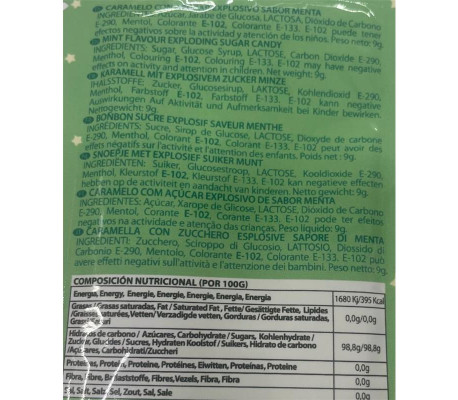 CARAMELO CON AZÚCAR EXPLOSIVO SABOR MENTA
INGREDIENTES: Azúcar, Jarabe de Glucosa, LACTOSA, Dióxido de Carbono
E-290, Mentol, Colorante E-102, Colorante E-133. E-102 puede tener
efectos negativos sobre la actividad y atención de los niños. Peso neto: 9g.
MINT FLAVOUR EXPLODING SUGAR CANDY
INGREDIENTS: Sugar, Glucose Syrup, LACTOSE, Carbon Dioxide E-290,
Menthol, Colouring E-102, Colouring E-133. E-102 may have negative
effects on activity and attention in children. Net weight: 9g.
KARAMELL MIT EXPLOSIVEM ZUCKER MINZE
INHALSSTOFFE: Zucker, Glucosesirup, LAKTOSE, Kohlendioxid E-290,
Menthol, Farbstoff E-102, Farbstoff E-133. E-102 kann negative
Auswirkungen Auf Aktivität und Aufmerksamkeit bei Kinder bewirken.
Nettogewicht: 9g.
BONBON SUCRE EXPLOSIF SAVEUR MENTHE
INGRÉDIENTS: Sucre, Sirop de Glucose, LACTOSE, Dioxyde de carbone
E-290, Menthol, Colorant E-102, Colorant E-133. E-102 peut avoir des
effets négatifs sur l'activité et l'attention des enfants. Poids net : 9g.
SNOEPJE MET EXPLOSIEF SUIKER MUNT
INGREDIËNTEN: Suiker, Glucosestroop, LACTOSE, Kooldioxide E-290,
Menthol, Kleurstof E-102, Kleurstof E-133. E-102 kan negatieve effecten
hebben op de activiteit en aandacht van kinderen. Netto gewicht: 9g.
CARAMELO COM AÇÚCAR EXPLOSIVO DE SABOR DE MENTA
INGREDIENTES: Açúcar, Xarope de Glicose, LACTOSE, Dióxido de Carbono
E-290, Mentol, Corante E-102, Corante E-133. E-102 pode ter efeitos
negativos na actividade e atenção das crianças. Peso líquido: 9g.
CARAMELLA CON ZUCCHERO ESPLOSIVE SAPORE DI MENTA
INGREDIENTI: Zucchero, Sciroppo di Glucosio, LATTOSIO, Diossido di
Carbonio E-290, Mentolo, Colorante E-102, Colorante E-133. E-102 può
avere effetti negativi sull'attività e l'attenzione dei bambini. Peso netto: 9g.
COMPOSICIÓN NUTRICIONAL (POR 100G)
Energía, Energy, Energie, Energie, Energie, Energia, Energia 1680 Kj/395 Kcal
Grasas / Grasas saturadas, Fat / Saturated Fat, Fette/ Gesättigte Fette, Lipides
/Graisses saturées, Vetten/Verzadigde vetten, Gorduras / Gorduras saturadas, 0,0g/0,0g
Grassi/Saturi
Hidratos de carbono / Azúcares, Carbohydrate / Sugars, Kohlenhydrate /
Zucker, Glucides / Sucres, Hydraten Koolstof / Suikers, Hidrato de carbono 98,8g/98,8g
/Açúcares, Carboidrati/Zuccheri
Proteínas, Protein, Proteine, Protéines, Eiwitten, Proteínas, Proteine 0,0g
Fibra, Fibre, Ballaststoffe, Fibres, Vezels, Fibra, Fibra 0,0g
Sal, Salt, Salz, Sel, Zout, Sal, Sale 0,0g